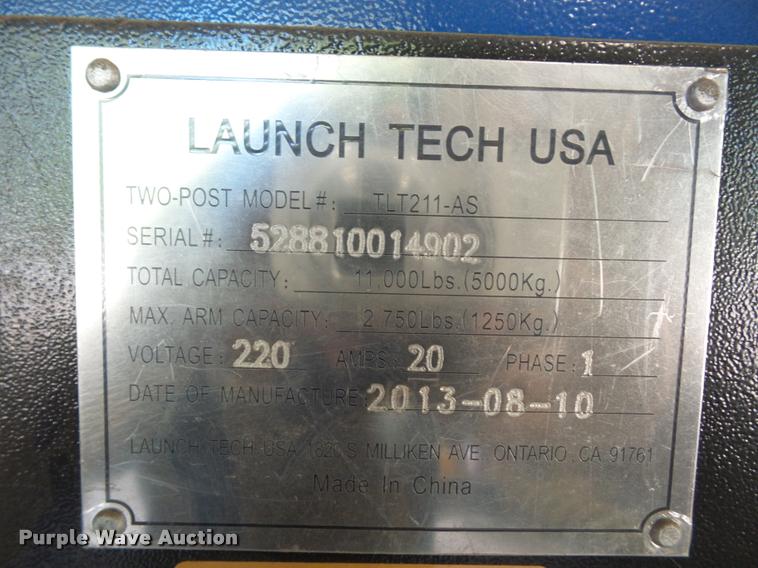 LAUNCH TECH USA
TWO-POST MODEL#: TLT211-AS
SERIAL#: 528810014902
TOTAL CAPACITY: 11,000Lbs.(5000Kg.)
MAX. ARM CAPACITY: 2,750Lbs.(1250Kg.)
VOLTAGE: 220 AMPS: 20 PHASE: 1
DATE OF MANUFACTURE: 2013-08-10
LAUNCH TECH USA 1820 S MILLIKEN AVE. ONTARIO, CA 91761
Made In China
Purple Wave Auction